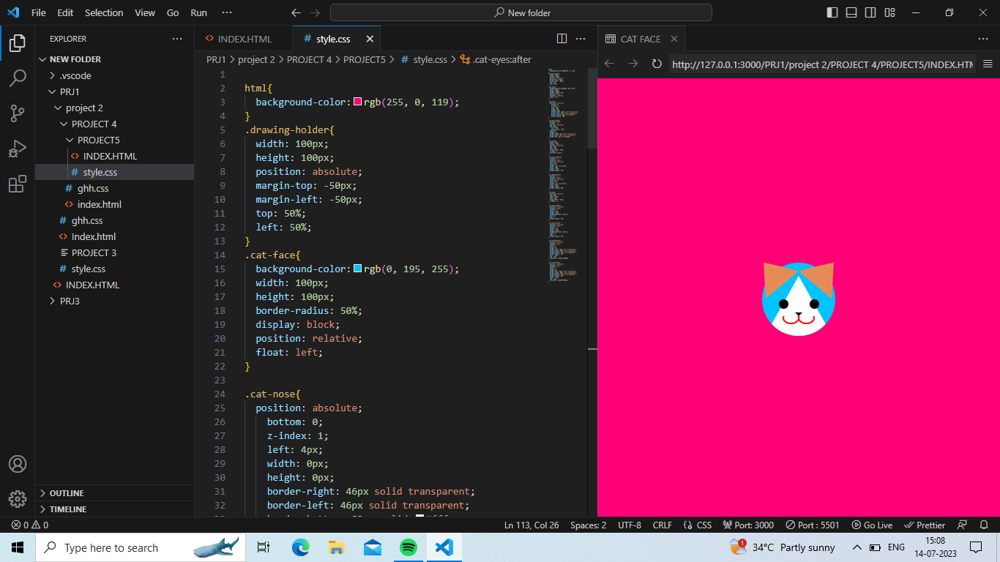 File Edit Selection View Go Run ··· New folder
EXPLORER ···
INDEX.HTML
style.css
CAT FACE
NEW FOLDER
PRJ1 > project 2 > PROJECT 4 > PROJECT5 > style.css > .cat-eyes:after
http://127.0.0.1:3000/PRJ1/project 2/PROJECT 4/PROJECT5/INDEX.HTM
.vscode
PRJ1
project 2
PROJECT 4
PROJECT5
INDEX.HTML
style.css
ghh.css
index.html
ghh.css
Index.html
PROJECT 3
style.css
INDEX.HTML
PRJ3
OUTLINE
TIMELINE
1
2 html{
3 background-color: rgb(255, 0, 119);
4 }
5 .drawing-holder{
6 width: 100px;
7 height: 100px;
8 position: absolute;
9 margin-top: -50px;
10 margin-left: -50px;
11 top: 50%;
12 left: 50%;
13 }
14 .cat-face{
15 background-color: rgb(0, 195, 255);
16 width: 100px;
17 height: 100px;
18 border-radius: 50%;
19 display: block;
20 position: relative;
21 float: left;
22 }
23
24 .cat-nose{
25 position: absolute;
26 bottom: 0;
27 z-index: 1;
28 left: 4px;
29 width: 0px;
30 height: 0px;
31 border-right: 46px solid transparent;
32 border-left: 46px solid transparent;
0 0 Ln 113, Col 26 Spaces: 2 UTF-8 CRLF {} CSS Port: 3000 Port : 5501 Go Live Prettier
Type here to search
1 34°C Partly sunny ENG
15:08
14-07-2023